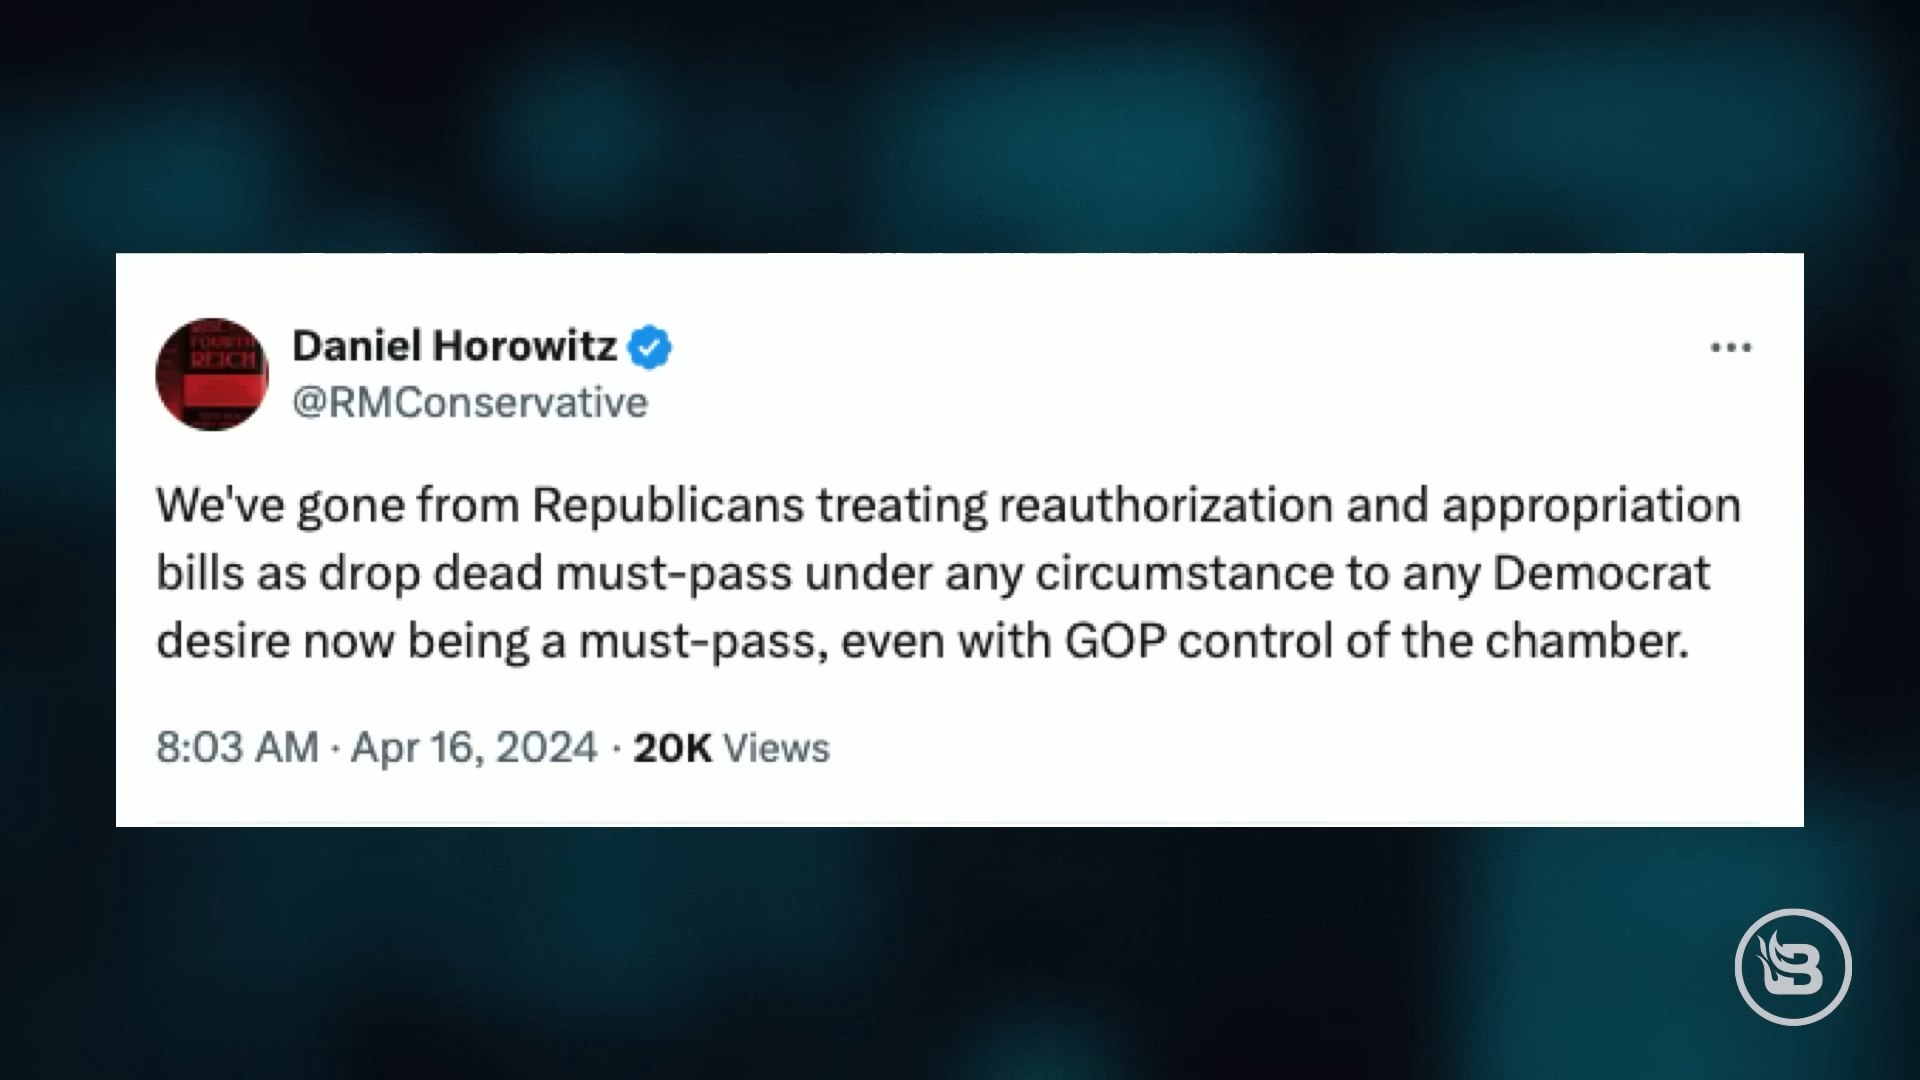 FOURTH
REICH
Daniel Horowitz
@RMConservative
We've gone from Republicans treating reauthorization and appropriation
bills as drop dead must-pass under any circumstance to any Democrat
desire now being a must-pass, even with GOP control of the chamber.
8:03 AM · Apr 16, 2024 · 20K Views
B